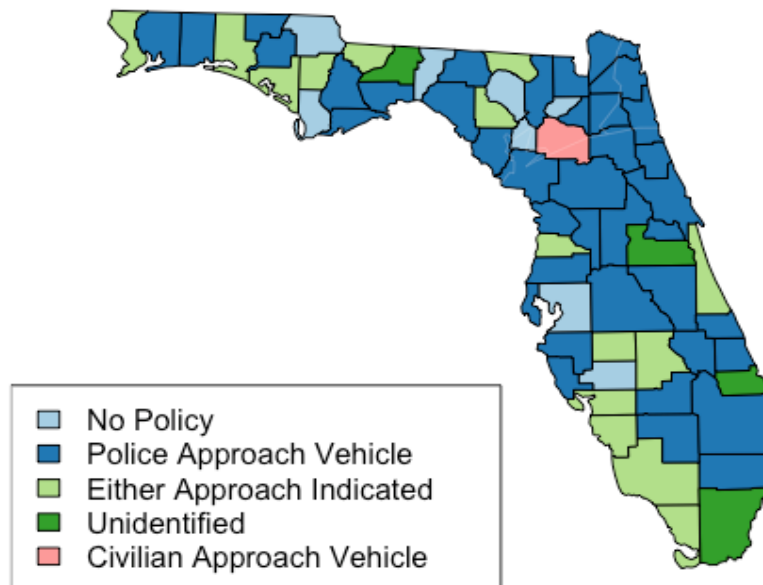 No Policy
Police Approach Vehicle
Either Approach Indicated
Unidentified
Civilian Approach Vehicle